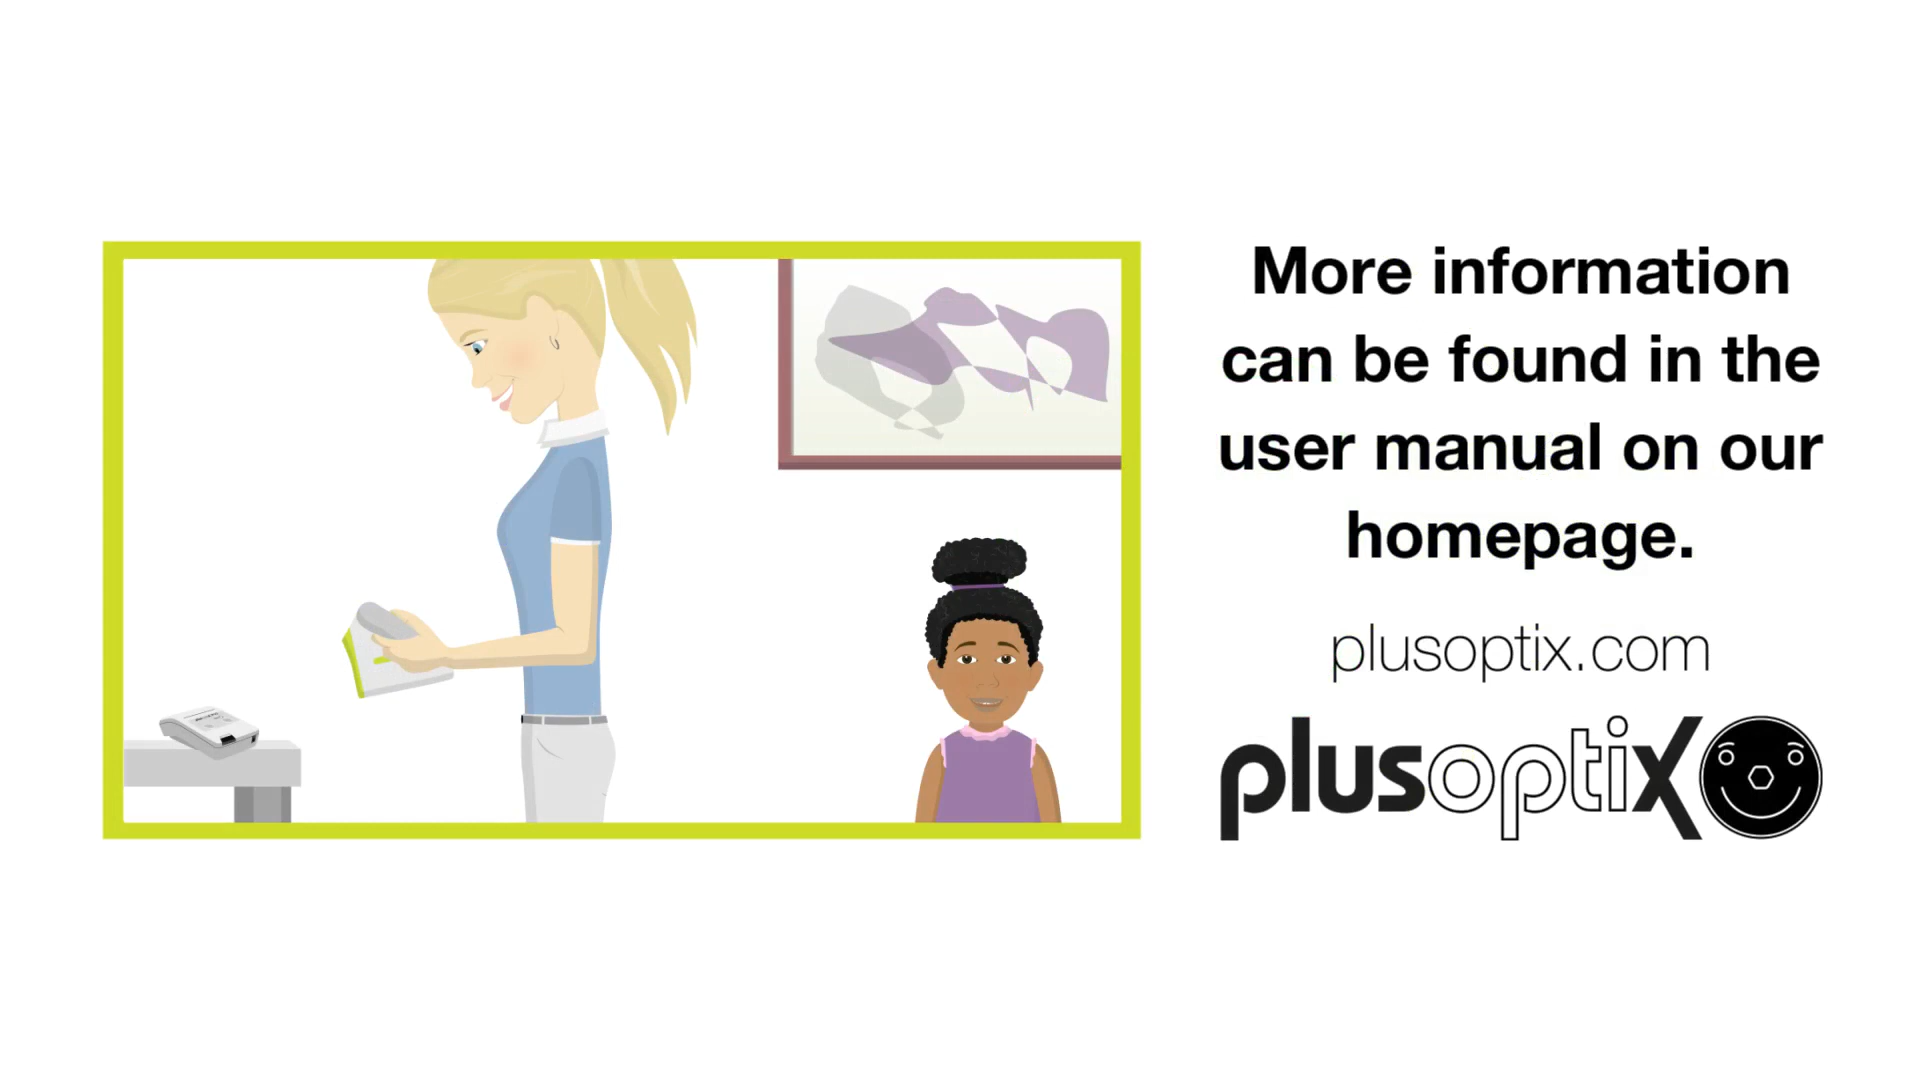 More information
can be found in the
user manual on our
homepage.
plusoptix.com
plusoptix